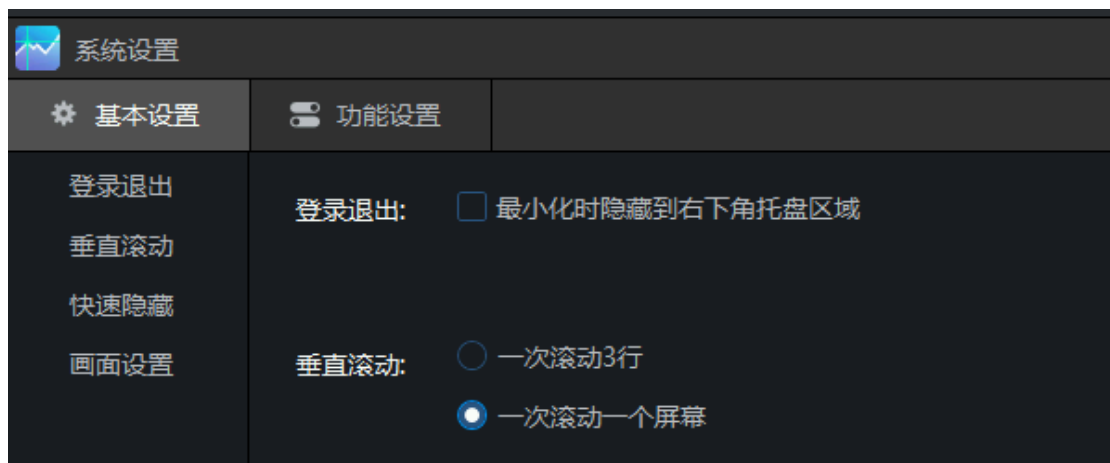 系统设置
基本设置 功能设置
登录退出
垂直滚动
快速隐藏
画面设置
登录退出: 最小化时隐藏到右下角托盘区域
垂直滚动: 一次滚动3行
一次滚动一个屏幕